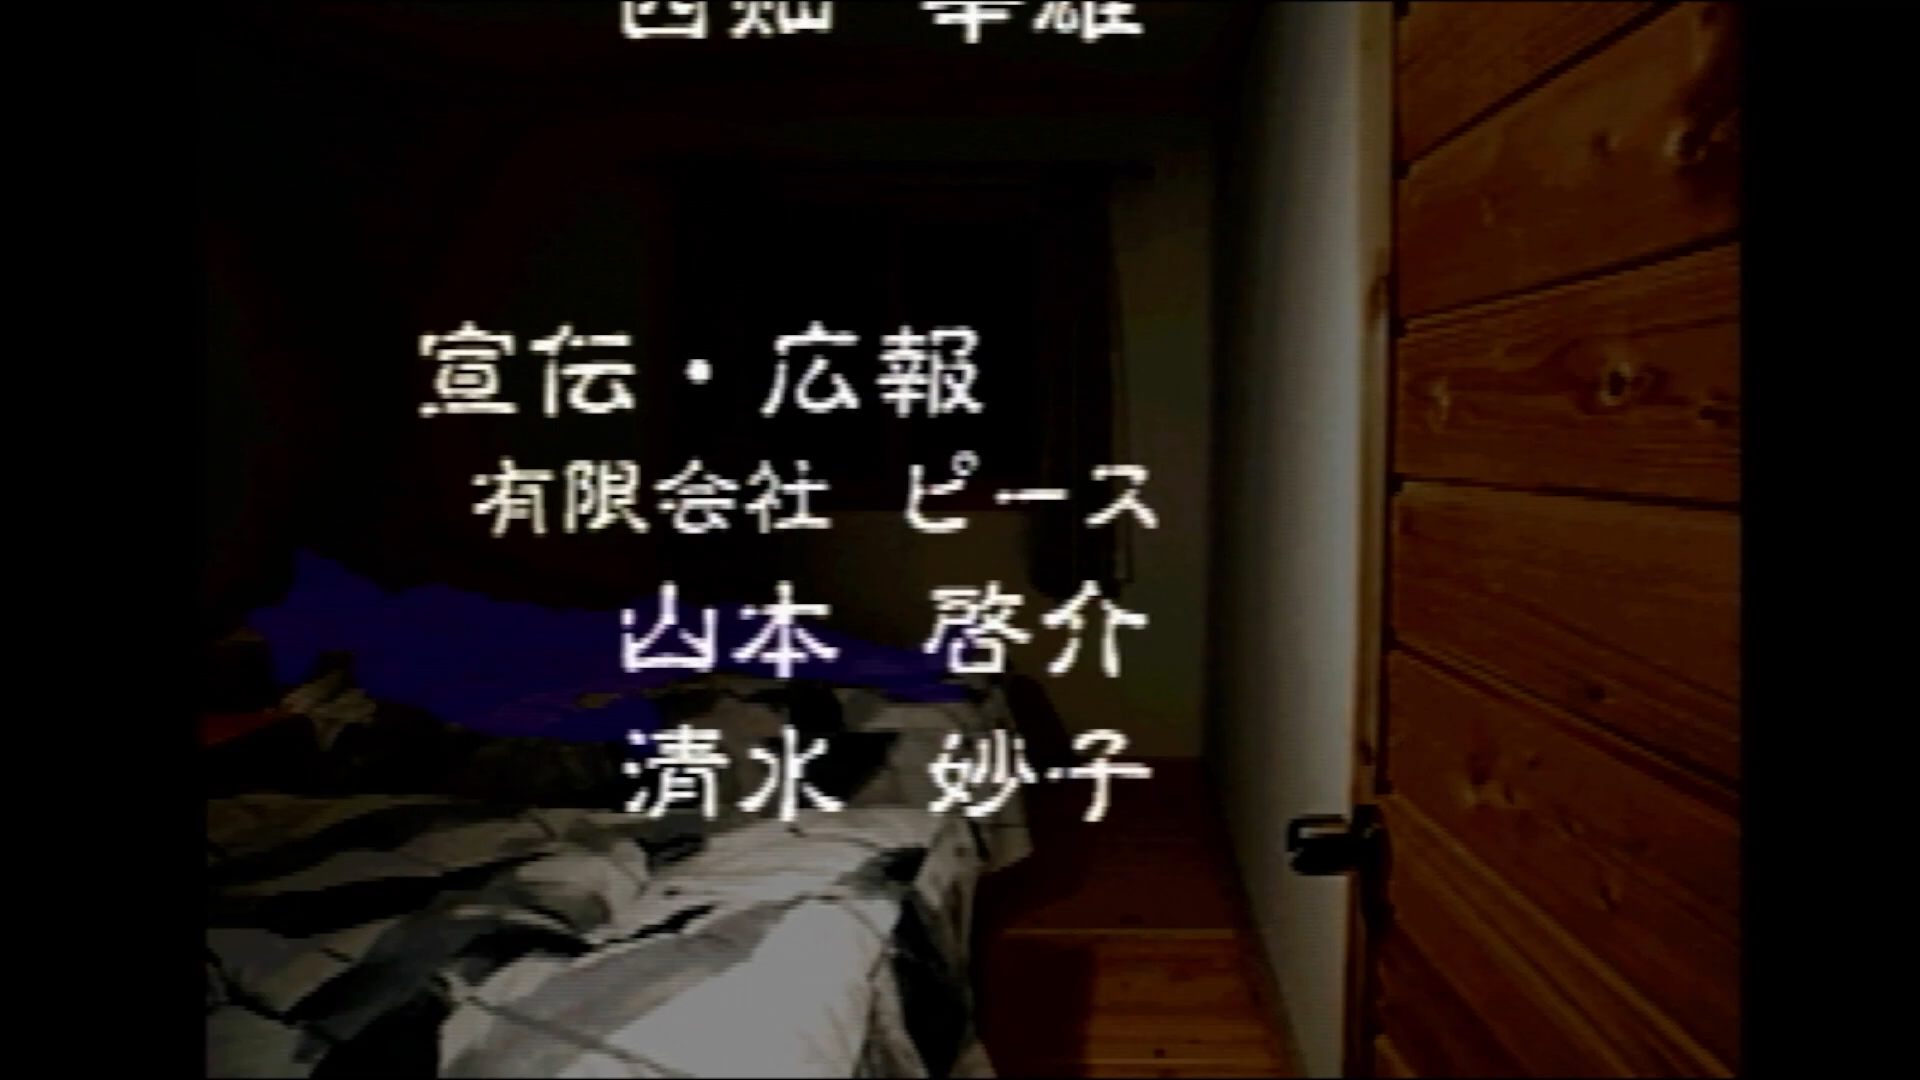 宣伝・広報
有限会社 ピース
山本 啓介
清水 妙子